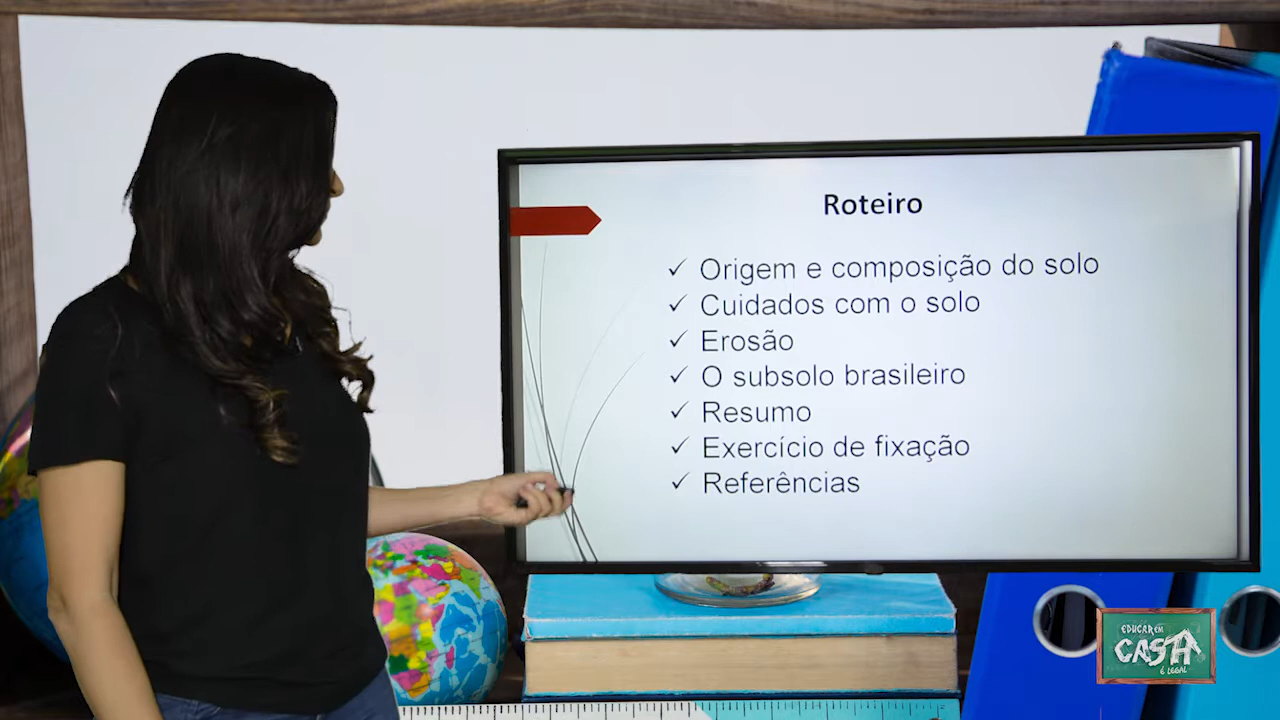 Roteiro
✓ Origem e composição do solo
✓ Cuidados com o solo
✓ Erosão
✓ O subsolo brasileiro
✓ Resumo
✓ Exercício de fixação
✓ Referências
EDUCAR EM
CASA
É LEGAL